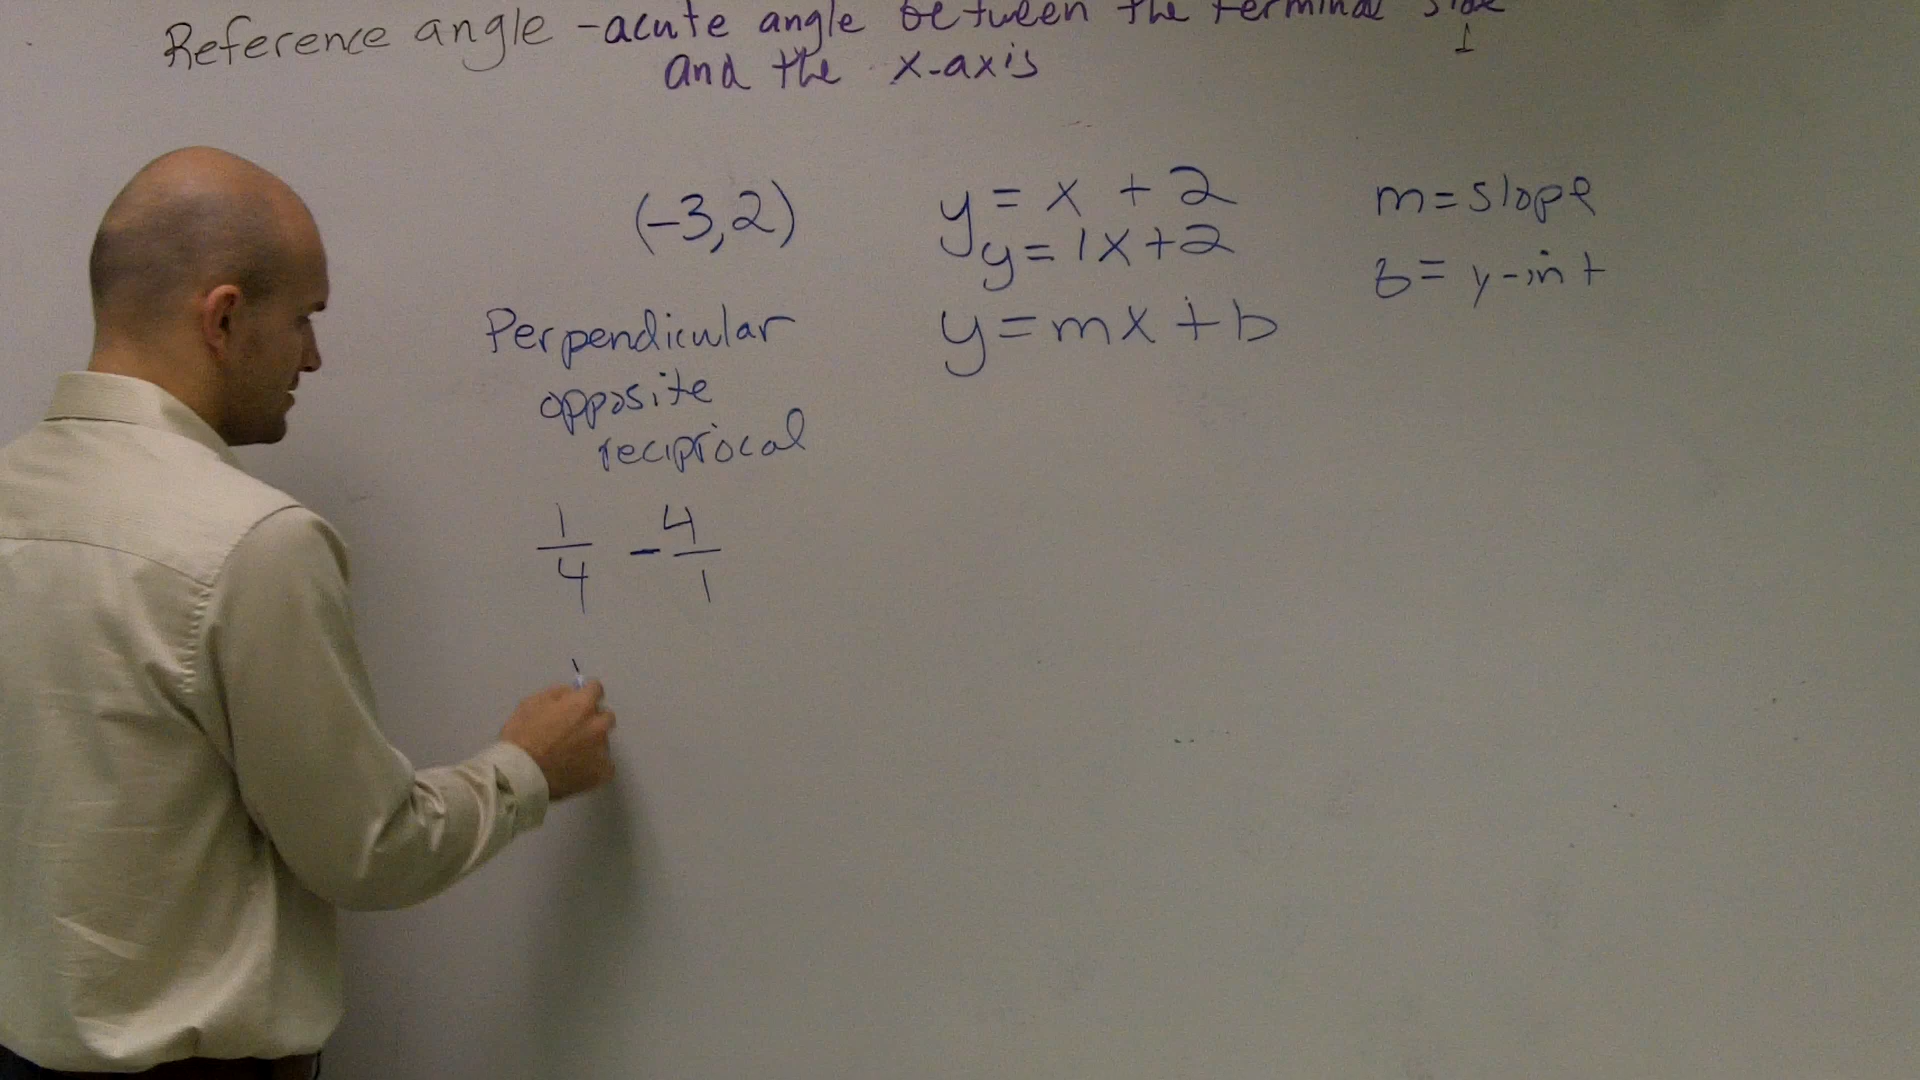 Reference angle - acute angle between the terminal side
and the x-axis
(-3,2)
y = x + 2
y = 1x + 2
y = mx + b
m = slope
b = y-int
Perpendicular
opposite
reciprocal
1/4 -4/1